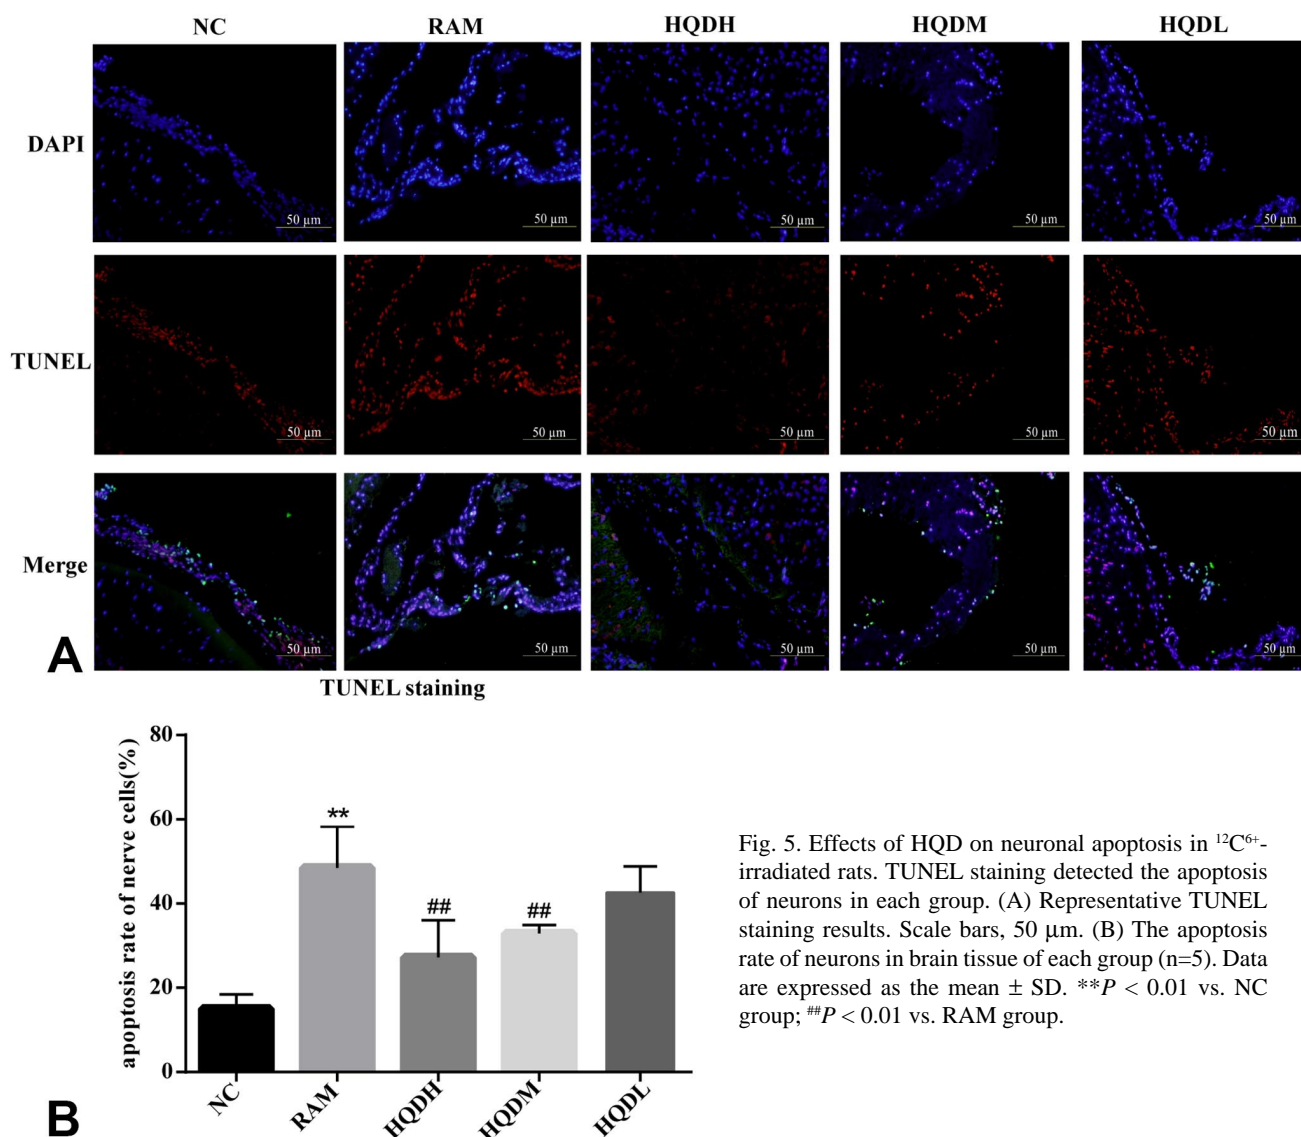 NC RAM HQDH HQDM HQDL
DAPI
50 µm 50 µm 50 µm 50 µm 50 µm
TUNEL
50 µm 50 µm 50 µm 50 µm 50 µm
Merge
50 µm 50 µm 50 µm 50 µm 50 µm
A
TUNEL staining
apoptosis rate of nerve cells(%)
80
60
40
20
0
**
##
##
NC RAM HQDH HQDM HQDL
B
Fig. 5. Effects of HQD on neuronal apoptosis in ¹²C⁶⁺-
irradiated rats. TUNEL staining detected the apoptosis
of neurons in each group. (A) Representative TUNEL
staining results. Scale bars, 50 µm. (B) The apoptosis
rate of neurons in brain tissue of each group (n=5). Data
are expressed as the mean ± SD. **P < 0.01 vs. NC
group; ##P < 0.01 vs. RAM group.